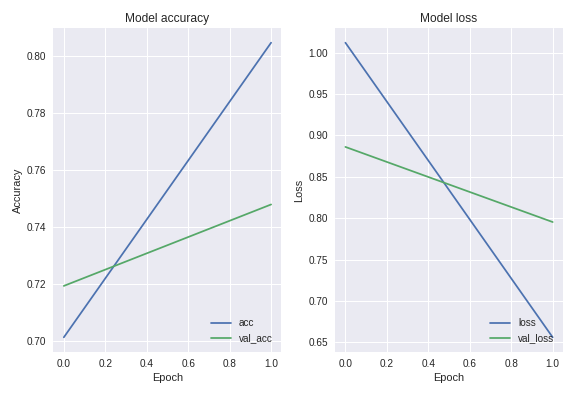 Model accuracy
Accuracy
0.80
0.78
0.76
0.74
0.72
0.70
0.0 0.2 0.4 0.6 0.8 1.0
Epoch
acc
val_acc
Model loss
Loss
1.00
0.95
0.90
0.85
0.80
0.75
0.70
0.65
0.0 0.2 0.4 0.6 0.8 1.0
Epoch
loss
val_loss